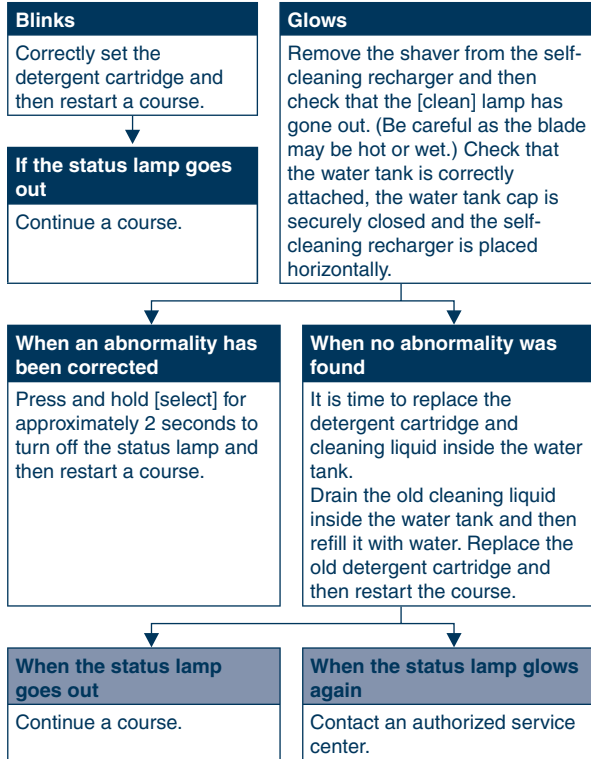 Blinks
Correctly set the
detergent cartridge and
then restart a course.
If the status lamp goes
out
Continue a course.
Glows
Remove the shaver from the self-
cleaning recharger and then
check that the [clean] lamp has
gone out. (Be careful as the blade
may be hot or wet.) Check that
the water tank is correctly
attached, the water tank cap is
securely closed and the self-
cleaning recharger is placed
horizontally.
When an abnormality has
been corrected
Press and hold [select] for
approximately 2 seconds to
turn off the status lamp and
then restart a course.
When no abnormality was
found
It is time to replace the
detergent cartridge and
cleaning liquid inside the water
tank.
Drain the old cleaning liquid
inside the water tank and then
refill it with water. Replace the
old detergent cartridge and
then restart the course.
When the status lamp
goes out
Continue a course.
When the status lamp glows
again
Contact an authorized service
center.